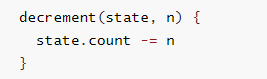 decrement(state, n) {
  state.count -= n
}